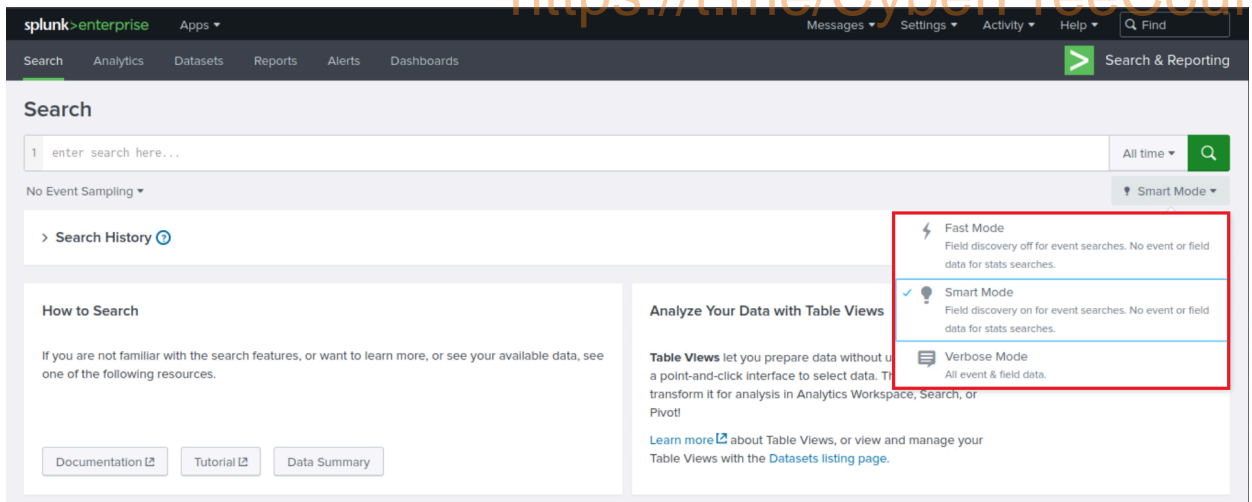 https://t.me/CyberFreeCour
splunk>enterprise Apps Messages Settings Activity Help Find
Search Analytics Datasets Reports Alerts Dashboards Search & Reporting
Search
1 enter search here... All time
No Event Sampling Smart Mode
Search History ?
Fast Mode
Field discovery off for event searches. No event or field
data for stats searches.
Smart Mode
Field discovery on for event searches. No event or field
data for stats searches.
Verbose Mode
All event & field data.
How to Search
If you are not familiar with the search features, or want to learn more, or see your available data, see
one of the following resources.
Documentation Tutorial Data Summary
Analyze Your Data with Table Views
Table Views let you prepare data without
a point-and-click interface to select data.
transform it for analysis in Analytics Workspace, Search, or
Pivot!
Learn more about Table Views, or view and manage your
Table Views with the Datasets listing page.